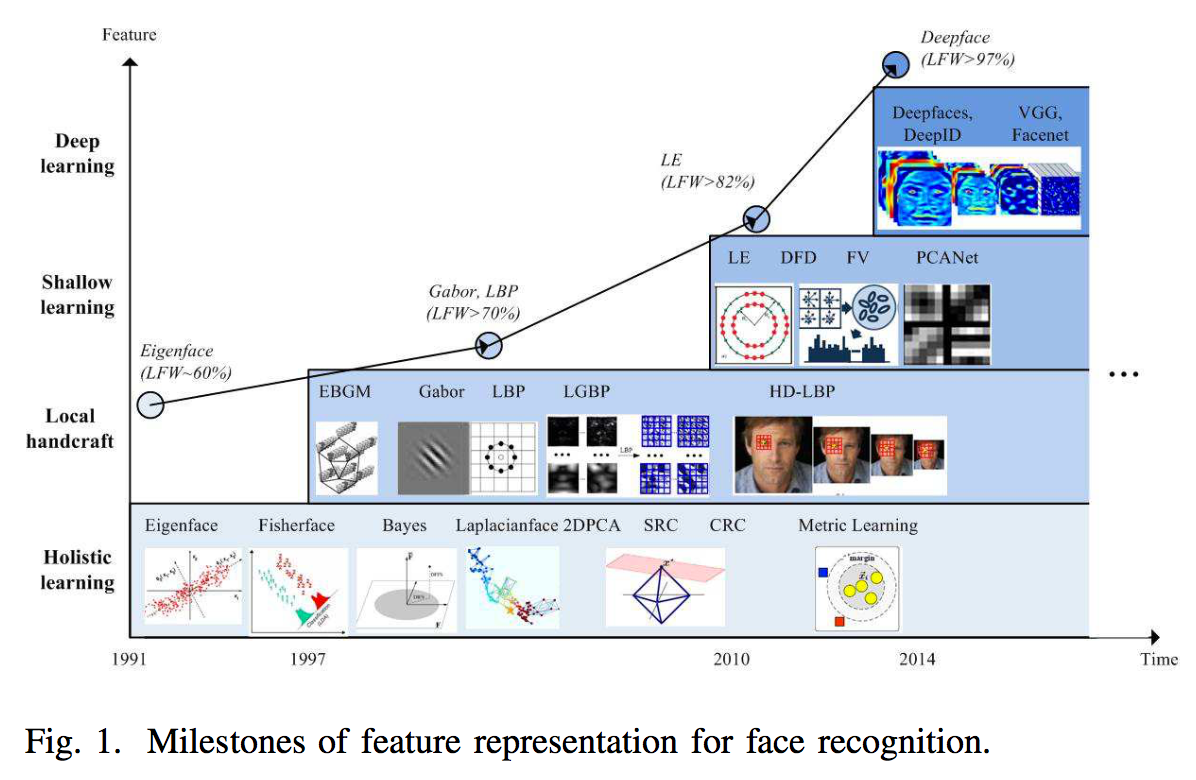 Feature
Deepface
(LFW>97%)
Deep
learning
Deepfaces,
DeepID
VGG,
Facenet
LE
(LFW>82%)
Shallow
learning
LE DFD FV PCANet
Gabor, LBP
(LFW>70%)
Eigenface
(LFW~60%)
Local
handcraft
EBGM Gabor LBP LGBP HD-LBP
LBP
Holistic
learning
Eigenface Fisherface Bayes Laplacianface 2DPCA SRC CRC Metric Learning
margin
1991 1997 2010 2014 Time
Fig. 1. Milestones of feature representation for face recognition.